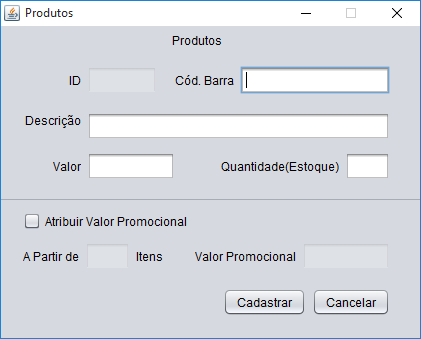 Produtos
Produtos
ID Cód. Barra
Descrição
Valor Quantidade(Estoque)
Atribuir Valor Promocional
A Partir de Itens Valor Promocional
Cadastrar Cancelar